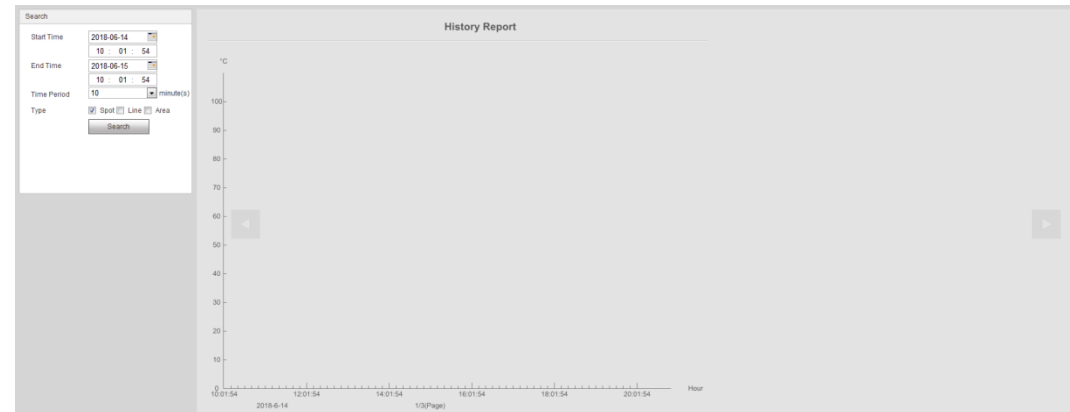 Search
Start Time 2018-06-14
10 : 01 : 54
End Time 2018-06-15
10 : 01 : 54
Time Period 10 minute(s)
Type Spot Line Area
Search
History Report
°C
100
90
80
70
60
50
40
30
20
10
0
10:01:54 12:01:54 14:01:54 16:01:54 18:01:54 20:01:54 Hour
2018-6-14 1/3(Page)